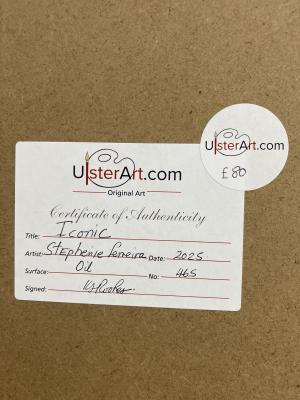 UlsterArt.com
£80
UlsterArt.com
Original Art
Certificate of Authenticity
Title: Iconic
Artist: Stephenie Pereira Date: 2025
Surface: Oil No: 465
Signed: